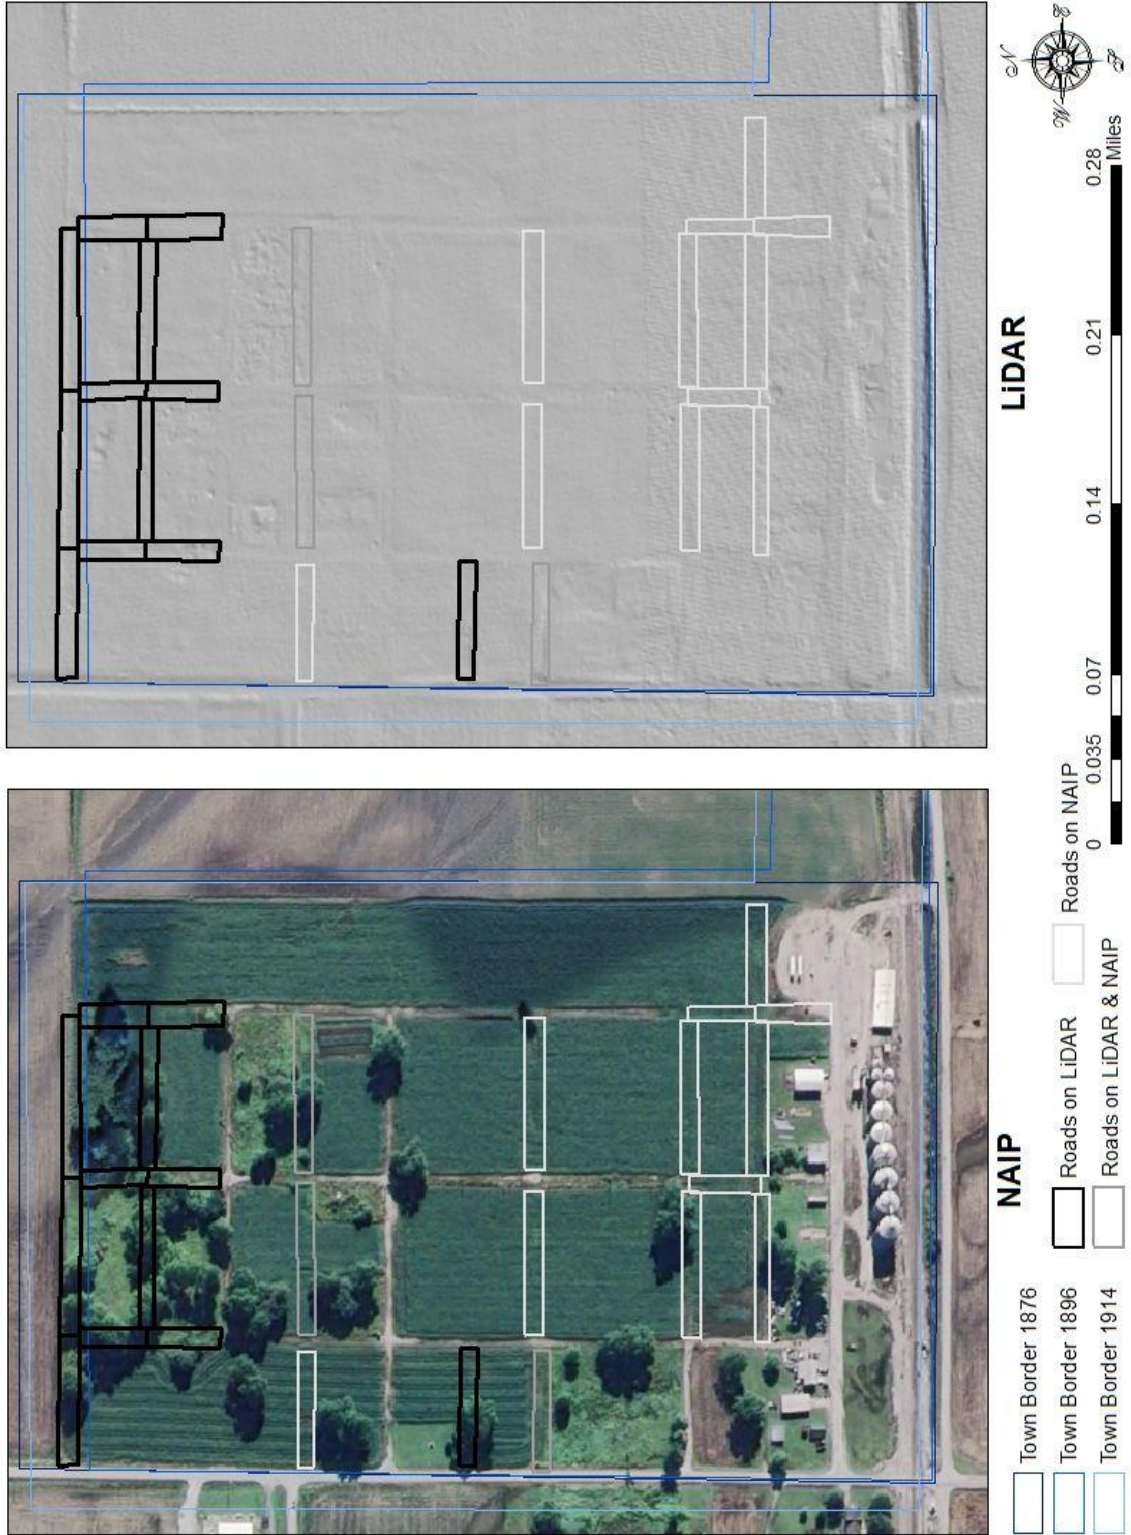 NAIP
LiDAR
Town Border 1876
Town Border 1896
Town Border 1914
Roads on LiDAR
Roads on LiDAR & NAIP
Roads on NAIP
0 0.035 0.07 0.14 0.21 0.28
Miles
N
W E
S